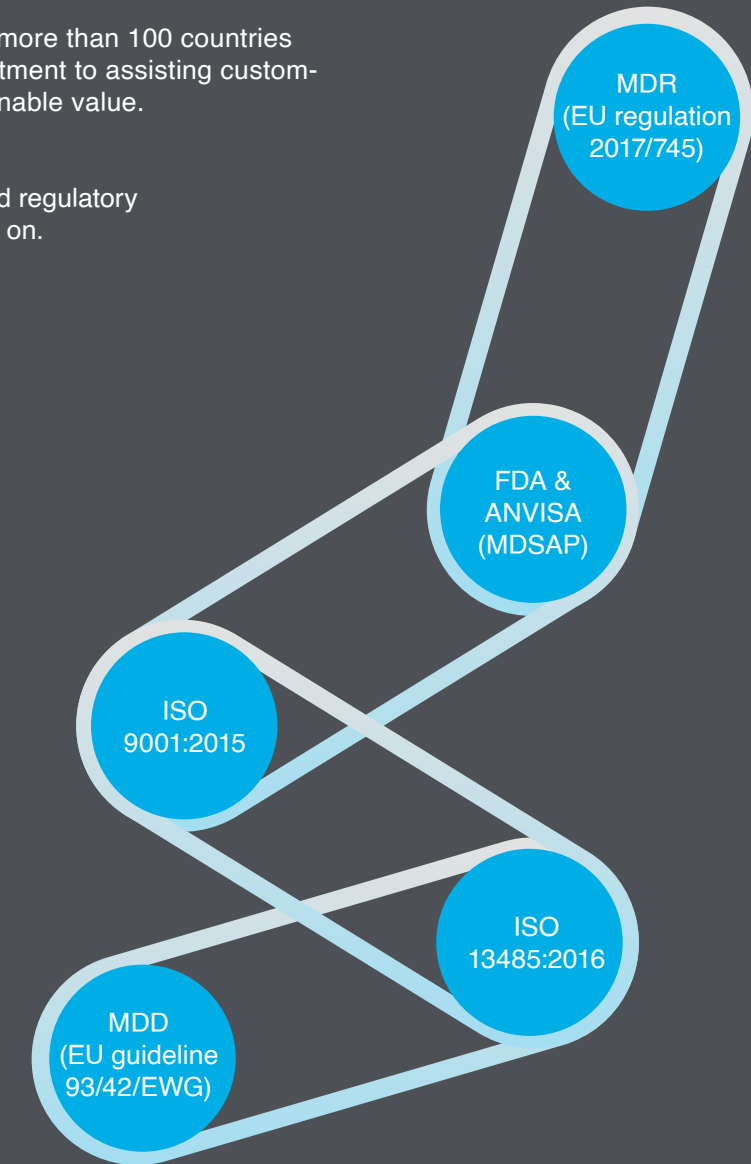 more than 100 countries
tment to assisting custom-
nable value.
d regulatory
on.
MDR
(EU regulation
2017/745)
FDA &
ANVISA
(MDSAP)
ISO
9001:2015
ISO
13485:2016
MDD
(EU guideline
93/42/EWG)